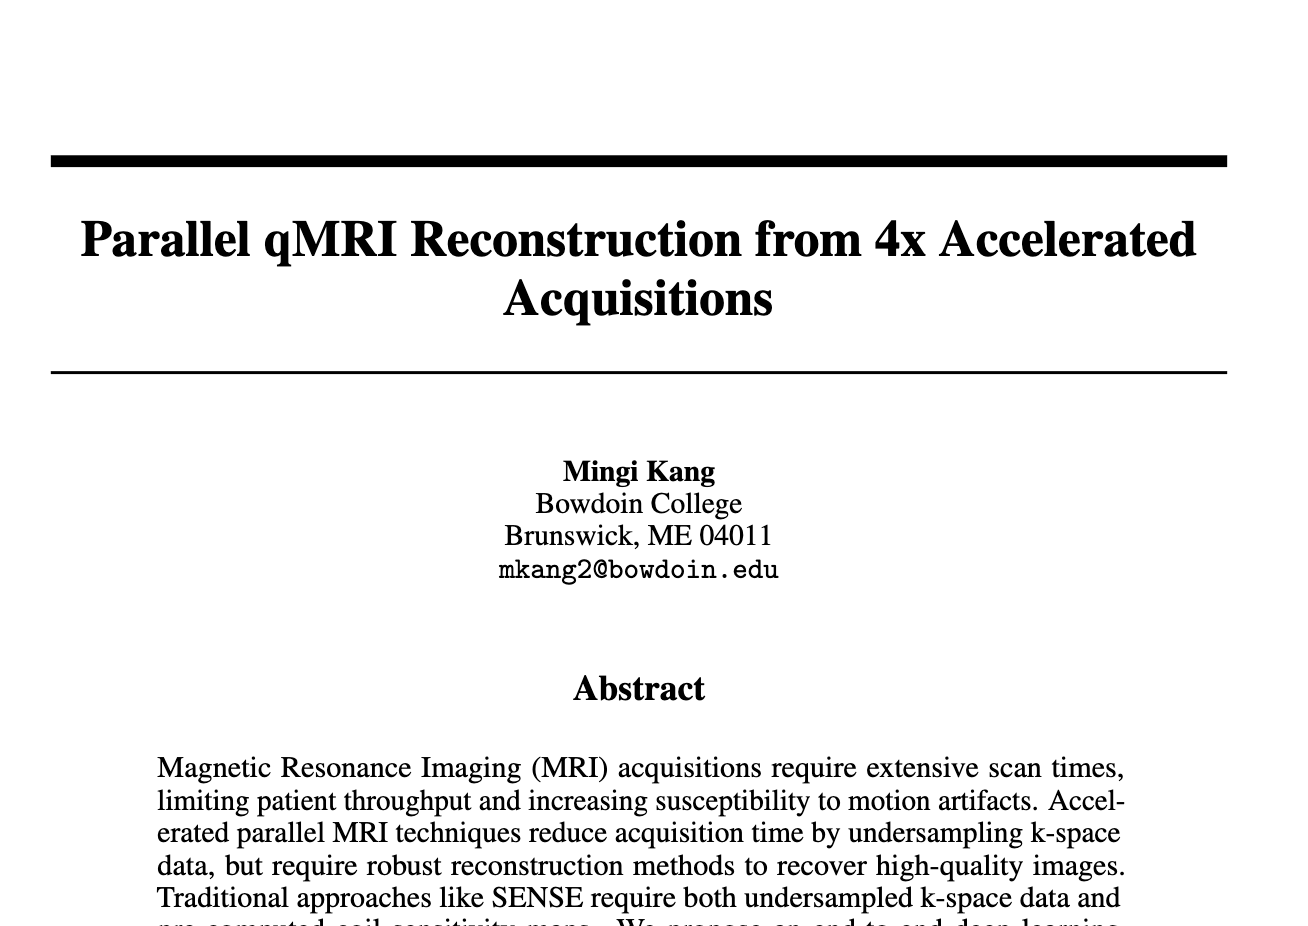 Parallel qMRI Reconstruction from 4x Accelerated
Acquisitions
Mingi Kang
Bowdoin College
Brunswick, ME 04011
mkang2@bowdoin.edu
Abstract
Magnetic Resonance Imaging (MRI) acquisitions require extensive scan times,
limiting patient throughput and increasing susceptibility to motion artifacts. Accel-
erated parallel MRI techniques reduce acquisition time by undersampling k-space
data, but require robust reconstruction methods to recover high-quality images.
Traditional approaches like SENSE require both undersampled k-space data and